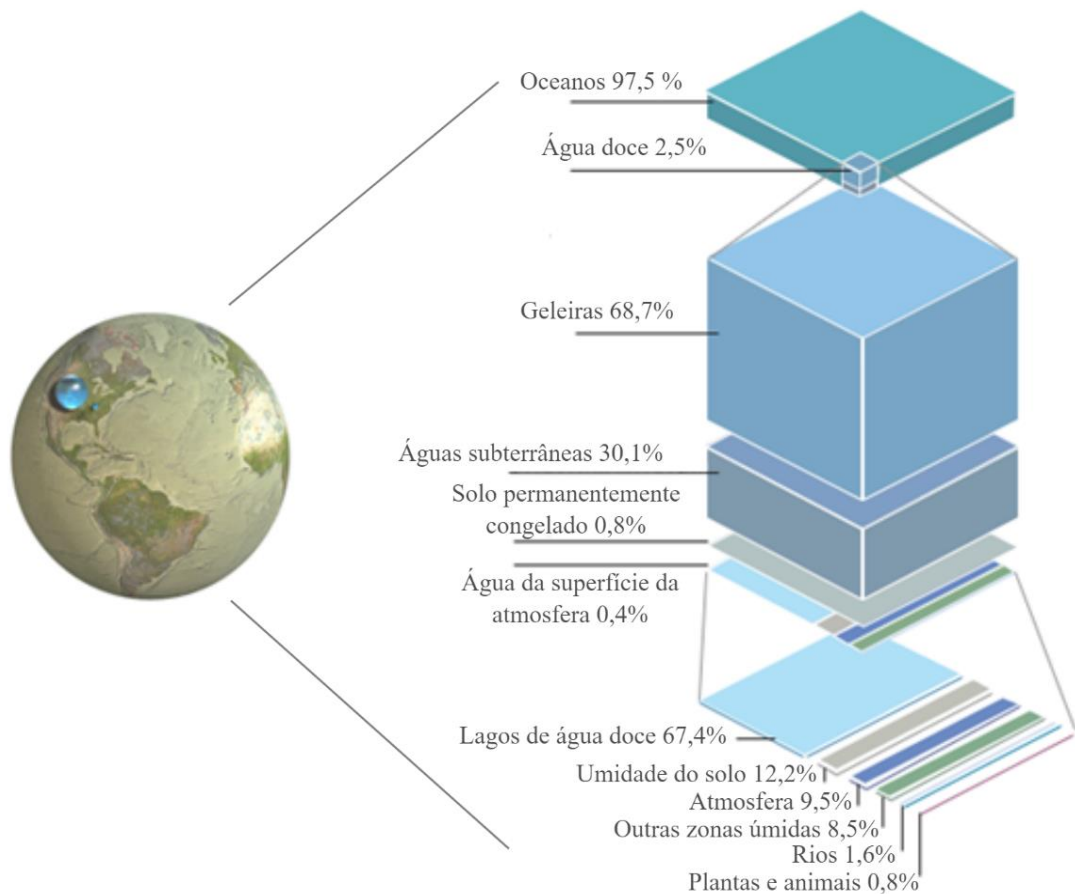 Oceanos 97,5 %
Água doce 2,5%
Geleiras 68,7%
Águas subterrâneas 30,1%
Solo permanentemente
congelado 0,8%
Água da superfície da
atmosfera 0,4%
Lagos de água doce 67,4%
Umidade do solo 12,2%
Atmosfera 9,5%
Outras zonas úmidas 8,5%
Rios 1,6%
Plantas e animais 0,8%